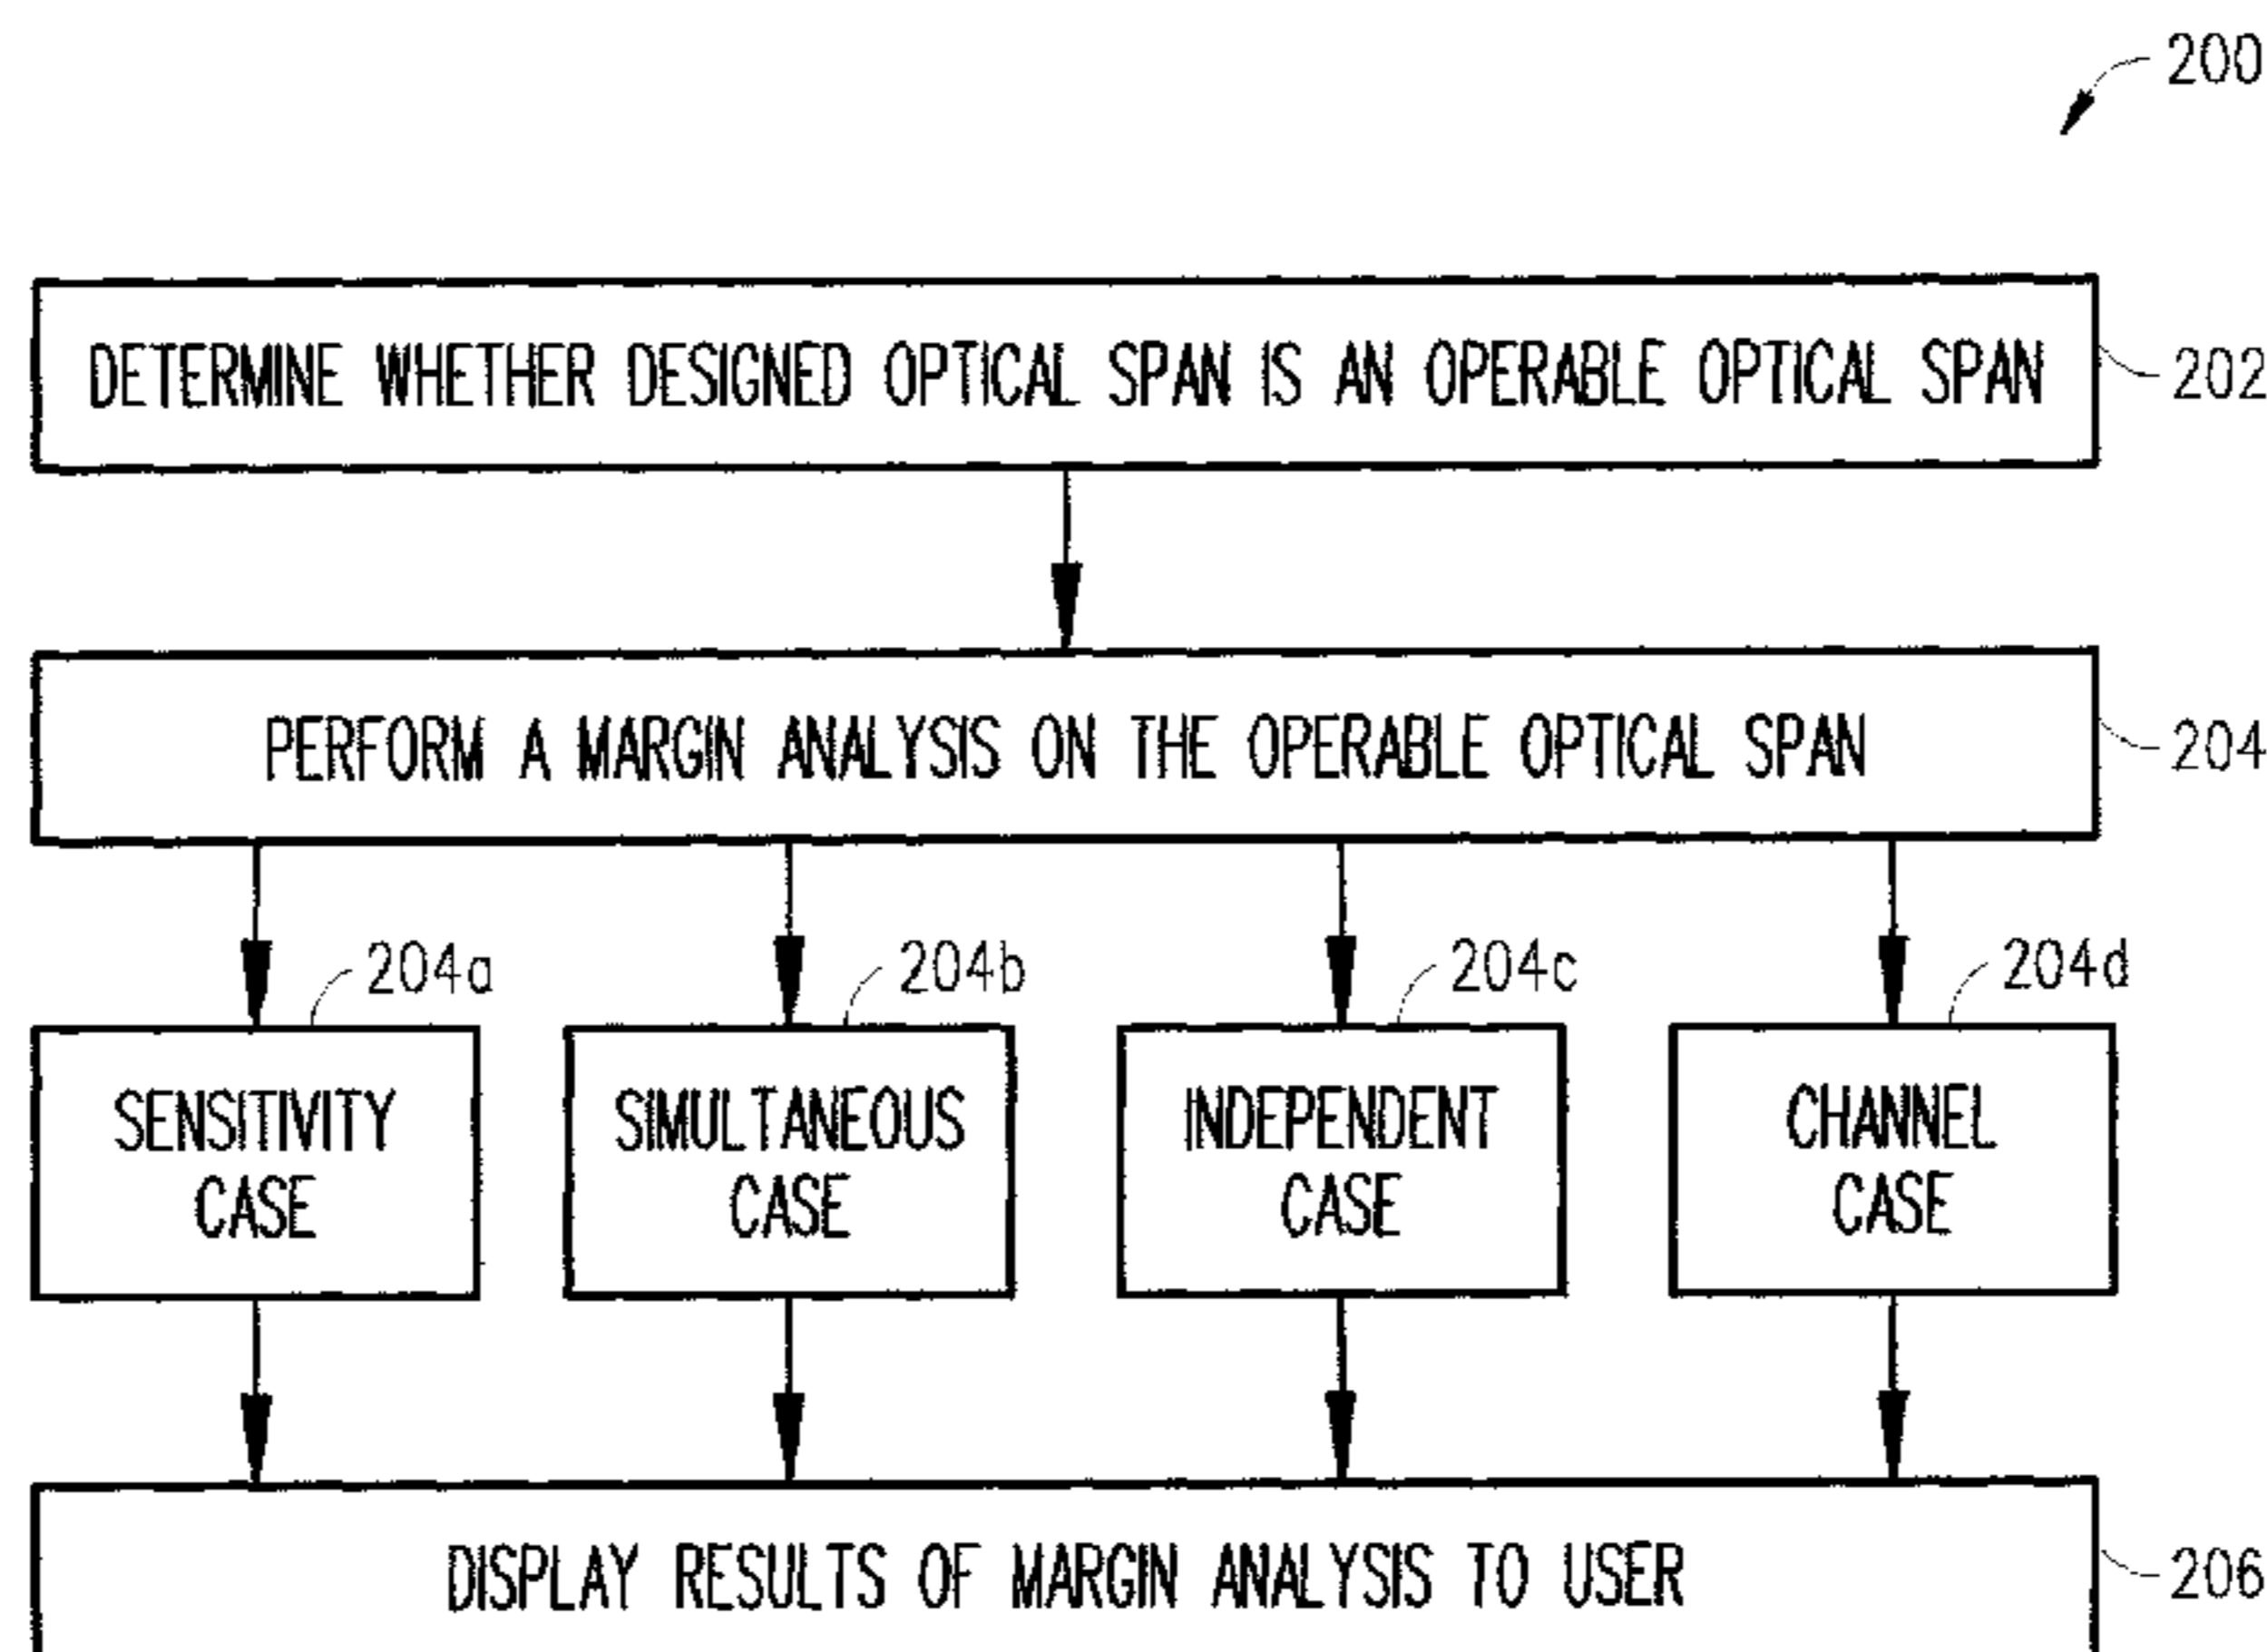 200
DETERMINE WHETHER DESIGNED OPTICAL SPAN IS AN OPERABLE OPTICAL SPAN
202
PERFORM A MARGIN ANALYSIS ON THE OPERABLE OPTICAL SPAN
204
204a
204b
204c
204d
SENSITIVITY
CASE
SIMULTANEOUS
CASE
INDEPENDENT
CASE
CHANNEL
CASE
DISPLAY RESULTS OF MARGIN ANALYSIS TO USER
206